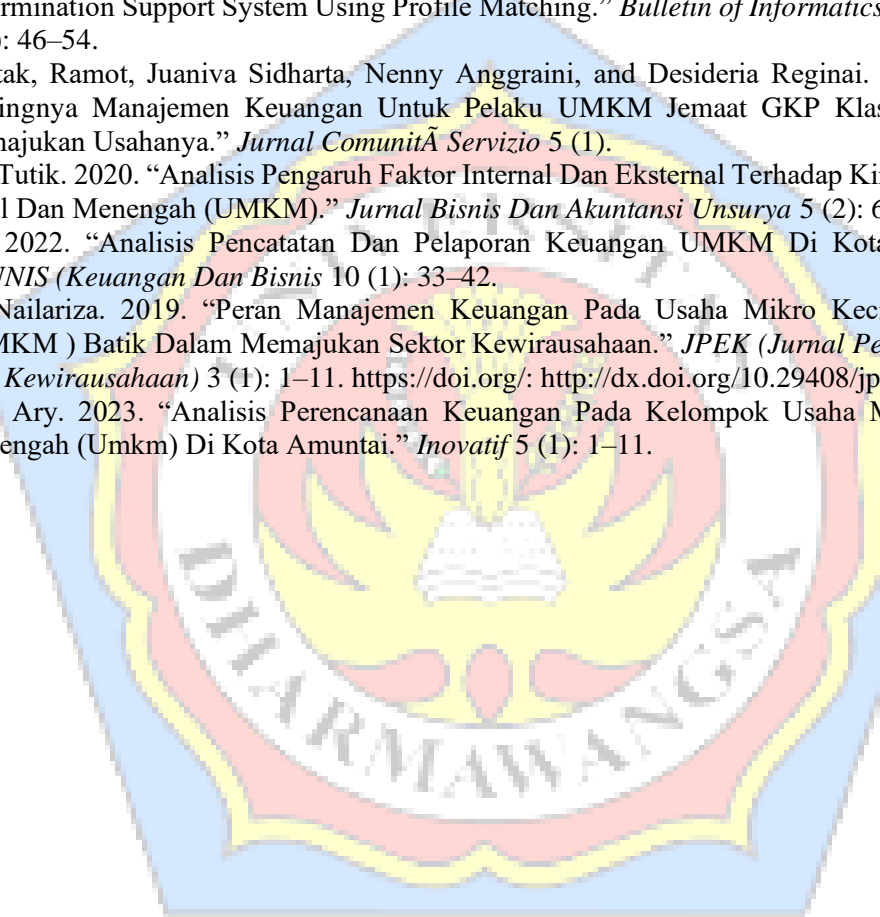 rmination Support System Using Profile Matching.” Bulletin of Informatics
): 46–54.
tak, Ramot, Juaniva Sidharta, Nenny Anggraini, and Desideria Reginai.
ingnya Manajemen Keuangan Untuk Pelaku UMKM Jemaat GKP Klas
najukan Usahanya.” Jurnal ComunitÃ Servizio 5 (1).
Tutik. 2020. “Analisis Pengaruh Faktor Internal Dan Eksternal Terhadap Ki
l Dan Menengah (UMKM).” Jurnal Bisnis Dan Akuntansi Unsurya 5 (2): 6
2022. “Analisis Pencatatan Dan Pelaporan Keuangan UMKM Di Kota
NIS (Keuangan Dan Bisnis 10 (1): 33–42.
Nailariza. 2019. “Peran Manajemen Keuangan Pada Usaha Mikro Keci
MKM ) Batik Dalam Memajukan Sektor Kewirausahaan.” JPEK (Jurnal Pe
Kewirausahaan) 3 (1): 1–11. https://doi.org/: http://dx.doi.org/10.29408/jp
Ary. 2023. “Analisis Perencanaan Keuangan Pada Kelompok Usaha M
engah (Umkm) Di Kota Amuntai.” Inovatif 5 (1): 1–11.
DHARMAWANGSA